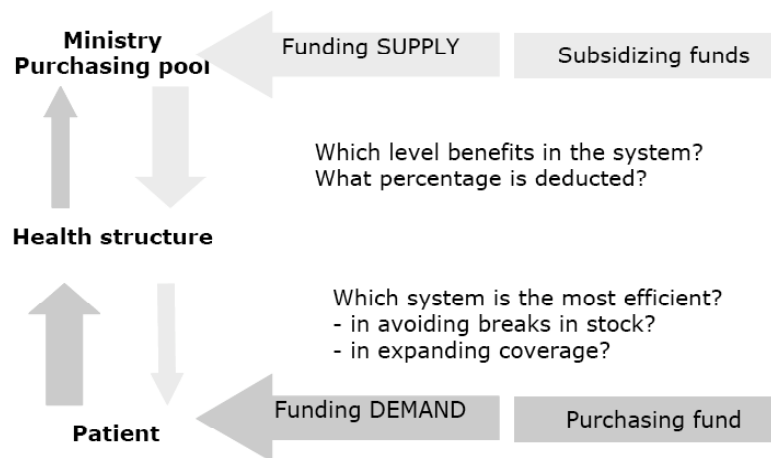 Ministry
Purchasing pool
Funding SUPPLY
Subsidizing funds
Which level benefits in the system?
What percentage is deducted?
Health structure
Which system is the most efficient?
- in avoiding breaks in stock?
- in expanding coverage?
Funding DEMAND
Purchasing fund
Patient